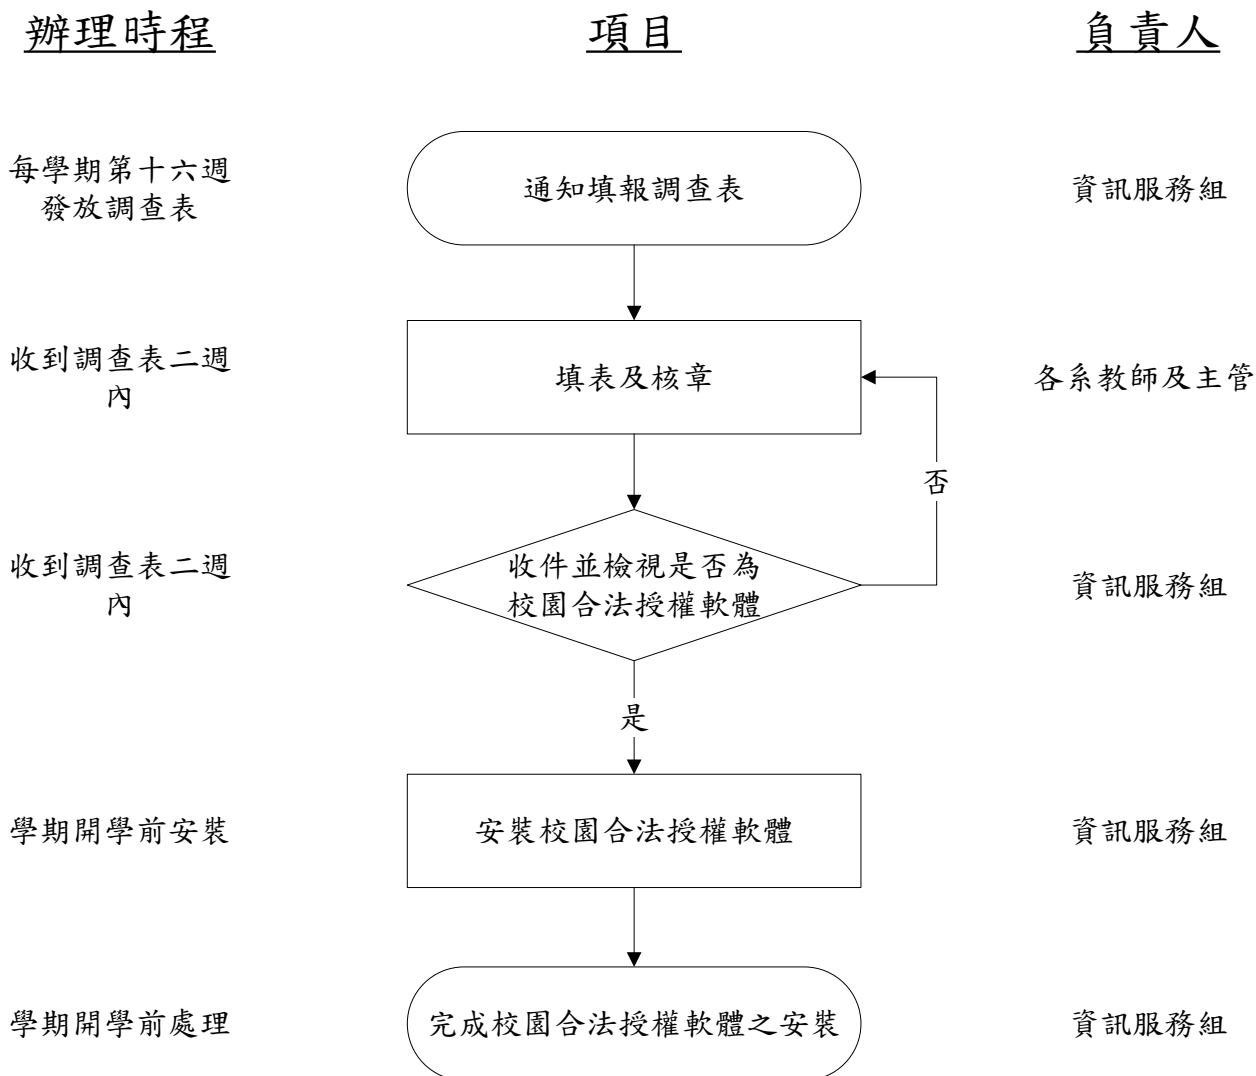 辦理時程
項目
負責人
每學期第十六週
發放調查表
通知填報調查表
資訊服務組
收到調查表二週
內
填表及核章
各系教師及主管
否
收到調查表二週
內
收件並檢視是否為
校園合法授權軟體
資訊服務組
是
學期開學前安裝
安裝校園合法授權軟體
資訊服務組
學期開學前處理
完成校園合法授權軟體之安裝
資訊服務組